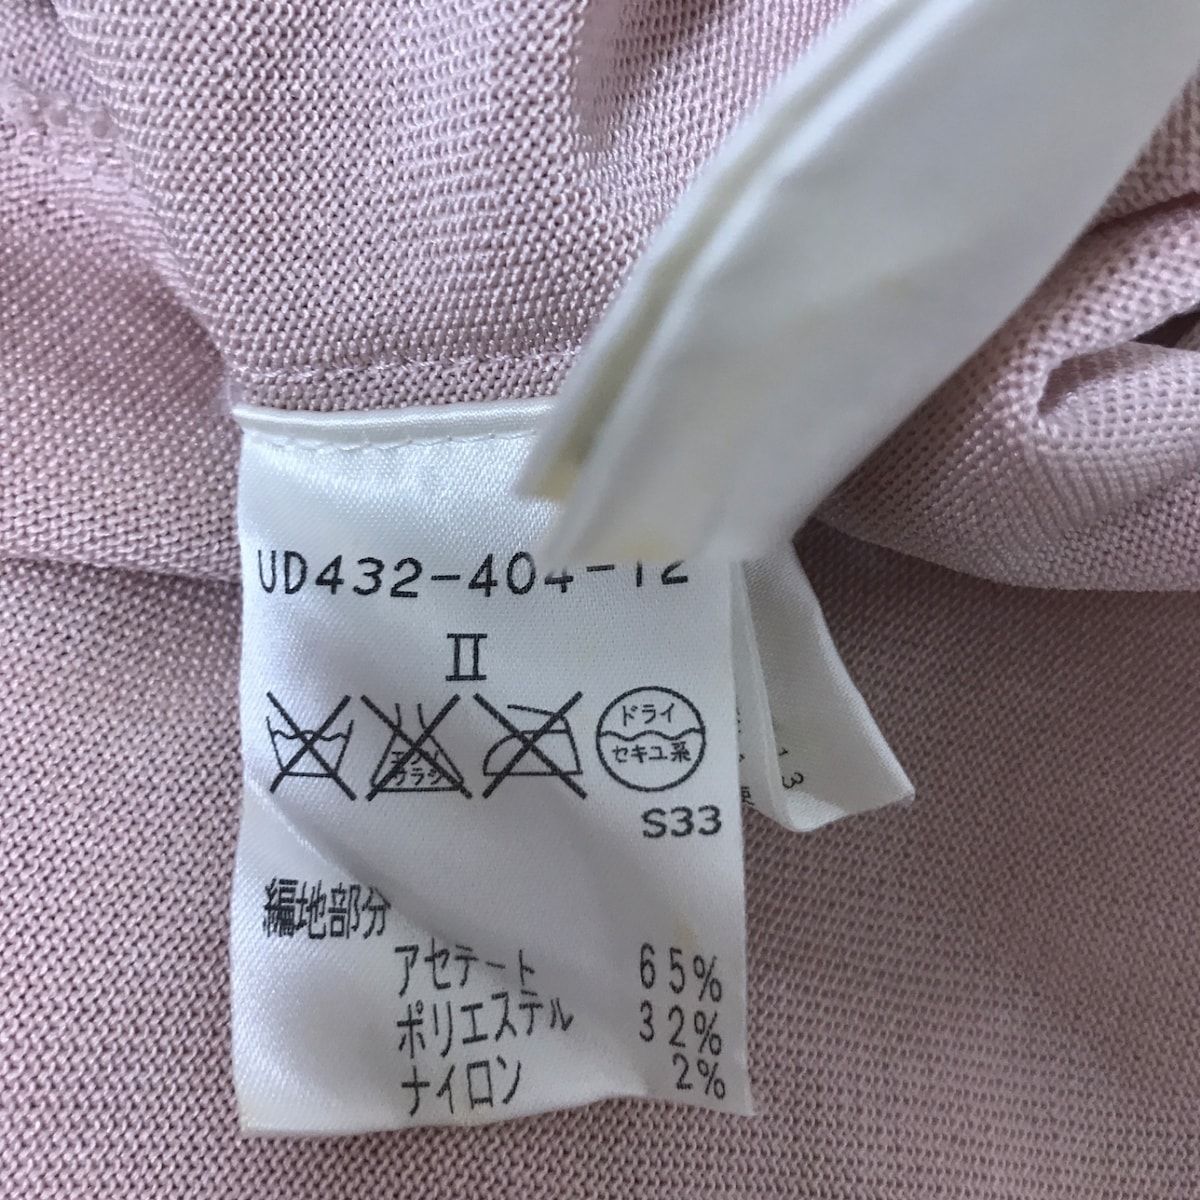 UD432-404-12
II
エンソ
サラシ
ドライ
セキユ系
S33
編地部分
アセテート 65%
ポリエステル 32%
ナイロン 2%
13